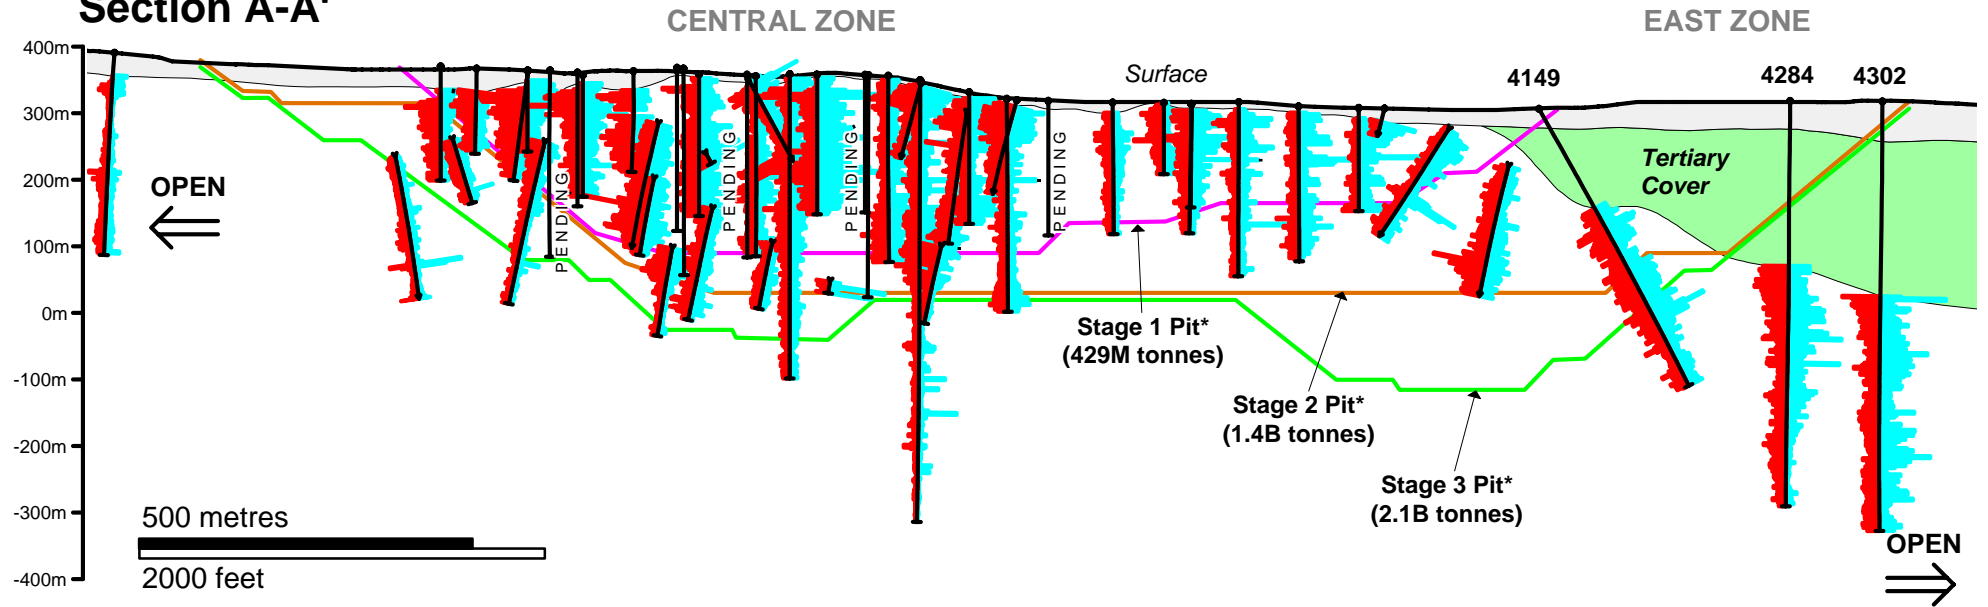 Section A-A'
CENTRAL ZONE
EAST ZONE
400m
300m
200m
100m
0m
-100m
-200m
-300m
-400m
Surface
4149
4284
4302
OPEN
PENDING
PENDING
PENDING
PENDING
Tertiary
Cover
Stage 1 Pit*
(429M tonnes)
Stage 2 Pit*
(1.4B tonnes)
Stage 3 Pit*
(2.1B tonnes)
500 metres
2000 feet
OPEN